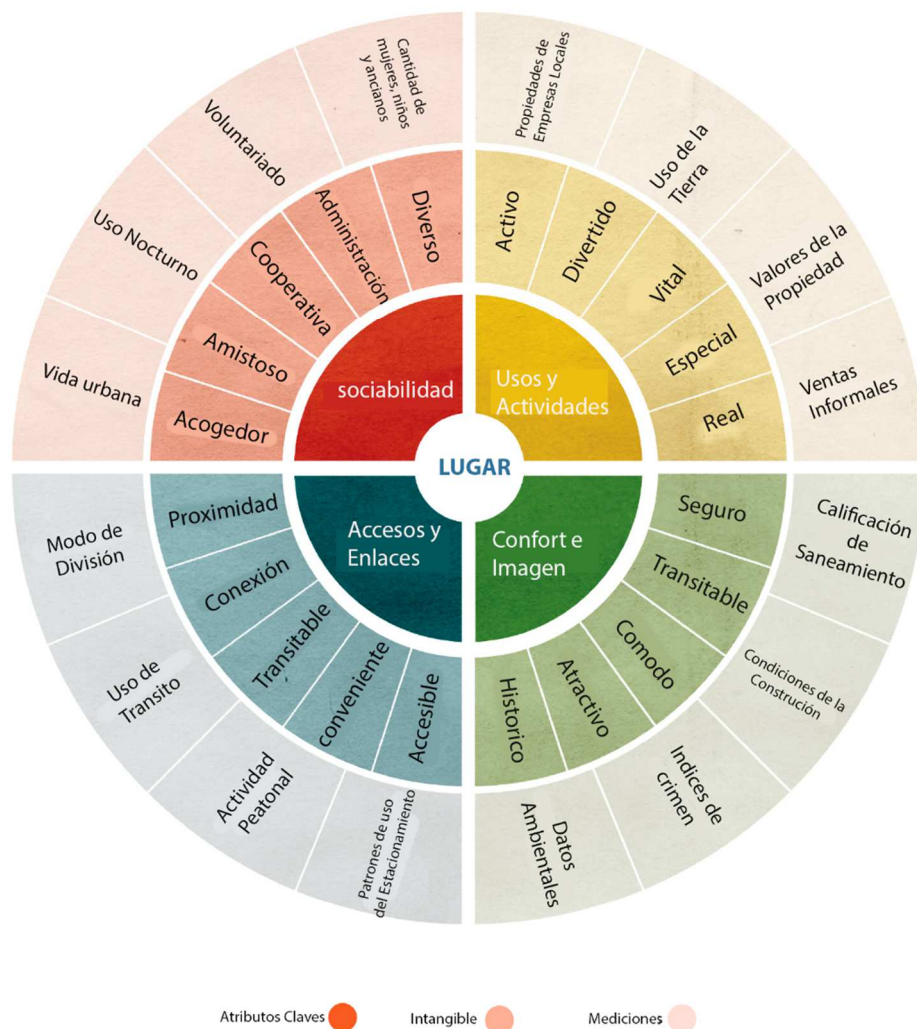 Cantidad de
mujeres, niños
y ancianos
Voluntariado
Uso Nocturno
Vida urbana
Propiedades de
Empresas Locales
Uso de la
Tierra
Valores de la
Propiedad
Ventas
Informales
Diverso
Administración
Cooperativa
Amistoso
Acogedor
Activo
Divertido
Vital
Especial
Real
sociabilidad
Usos y
Actividades
LUGAR
Accesos y
Enlaces
Confort e
Imagen
Proximidad
Conexión
Transitable
conveniente
Accesible
Seguro
Transitable
Comodo
Atractivo
Historico
Modo de
División
Uso de
Transito
Actividad
Peatonal
Patrones de uso
del Estacionamiento
Calificación
de
Saneamiento
Condiciones de la
Construción
Indices de
crimen
Datos
Ambientales
Atributos Claves
Intangible
Mediciones